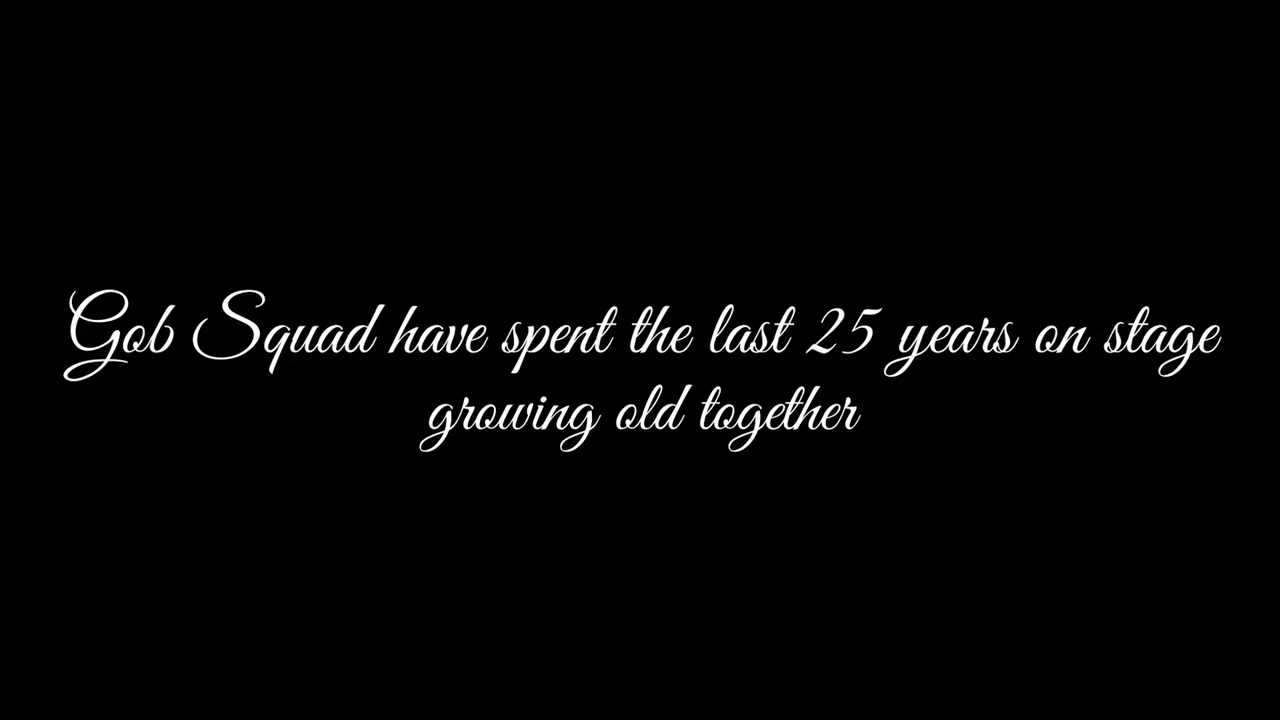 Gob Squad have spent the last 25 years on stage
growing old together